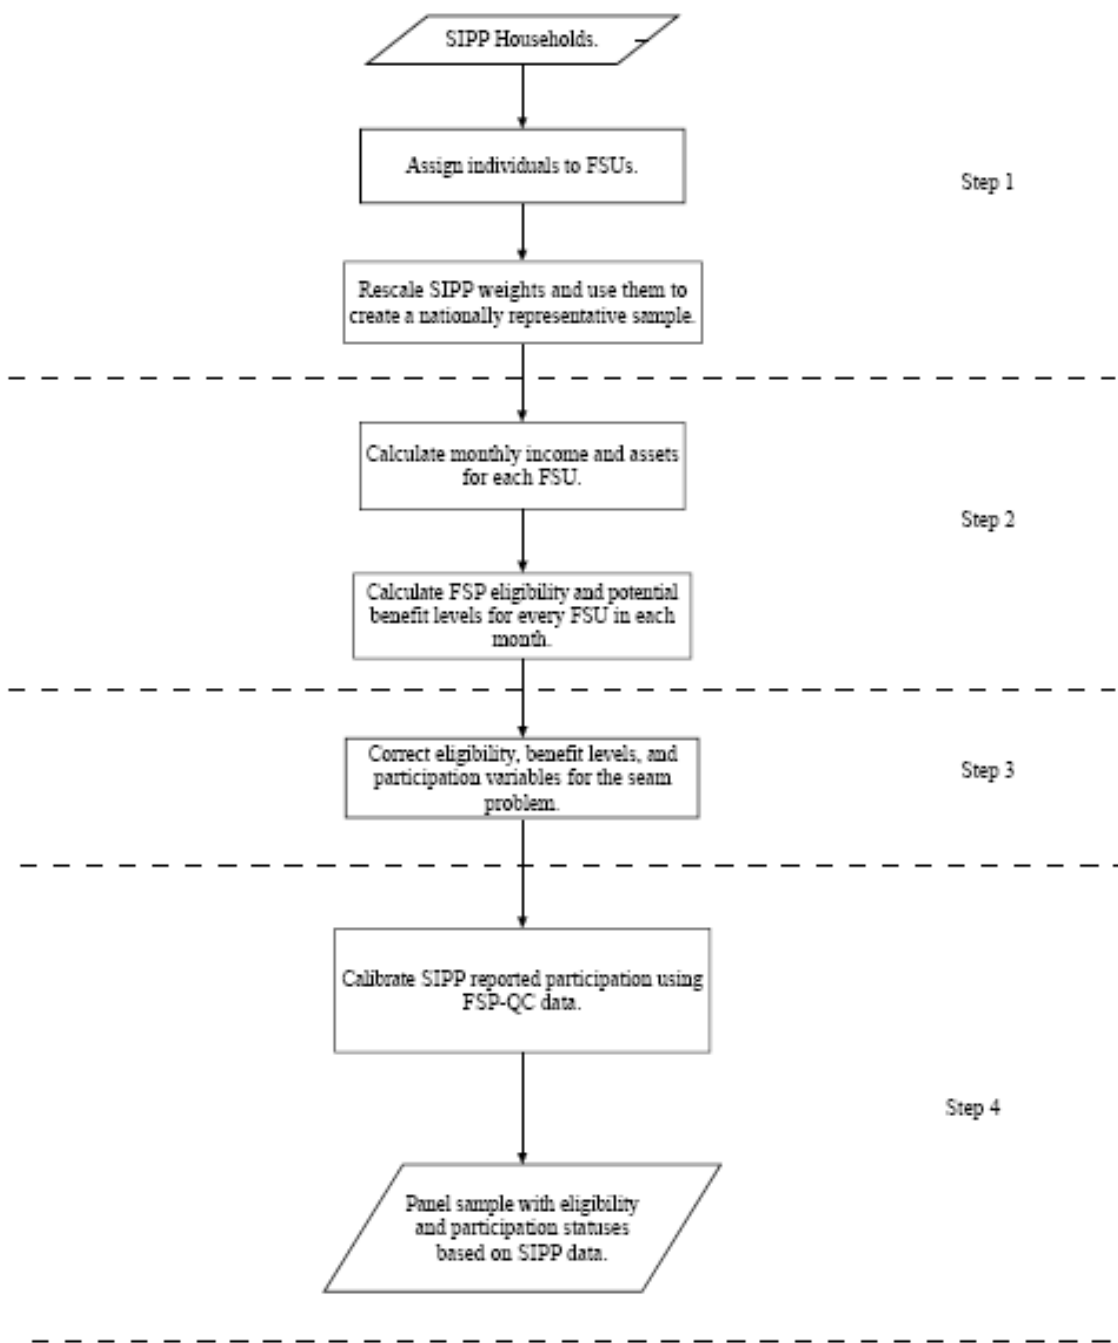 SIPP Households.
Assign individuals to FSUs.
Step 1
Rescale SIPP weights and use them to
create a nationally representative sample.
Calculate monthly income and assets
for each FSU.
Step 2
Calculate FSP eligibility and potential
benefit levels for every FSU in each
month.
Correct eligibility, benefit levels, and
participation variables for the seam
problem.
Step 3
Calibrate SIPP reported participation using
FSP-QC data.
Step 4
Panel sample with eligibility
and participation statuses
based on SIPP data.